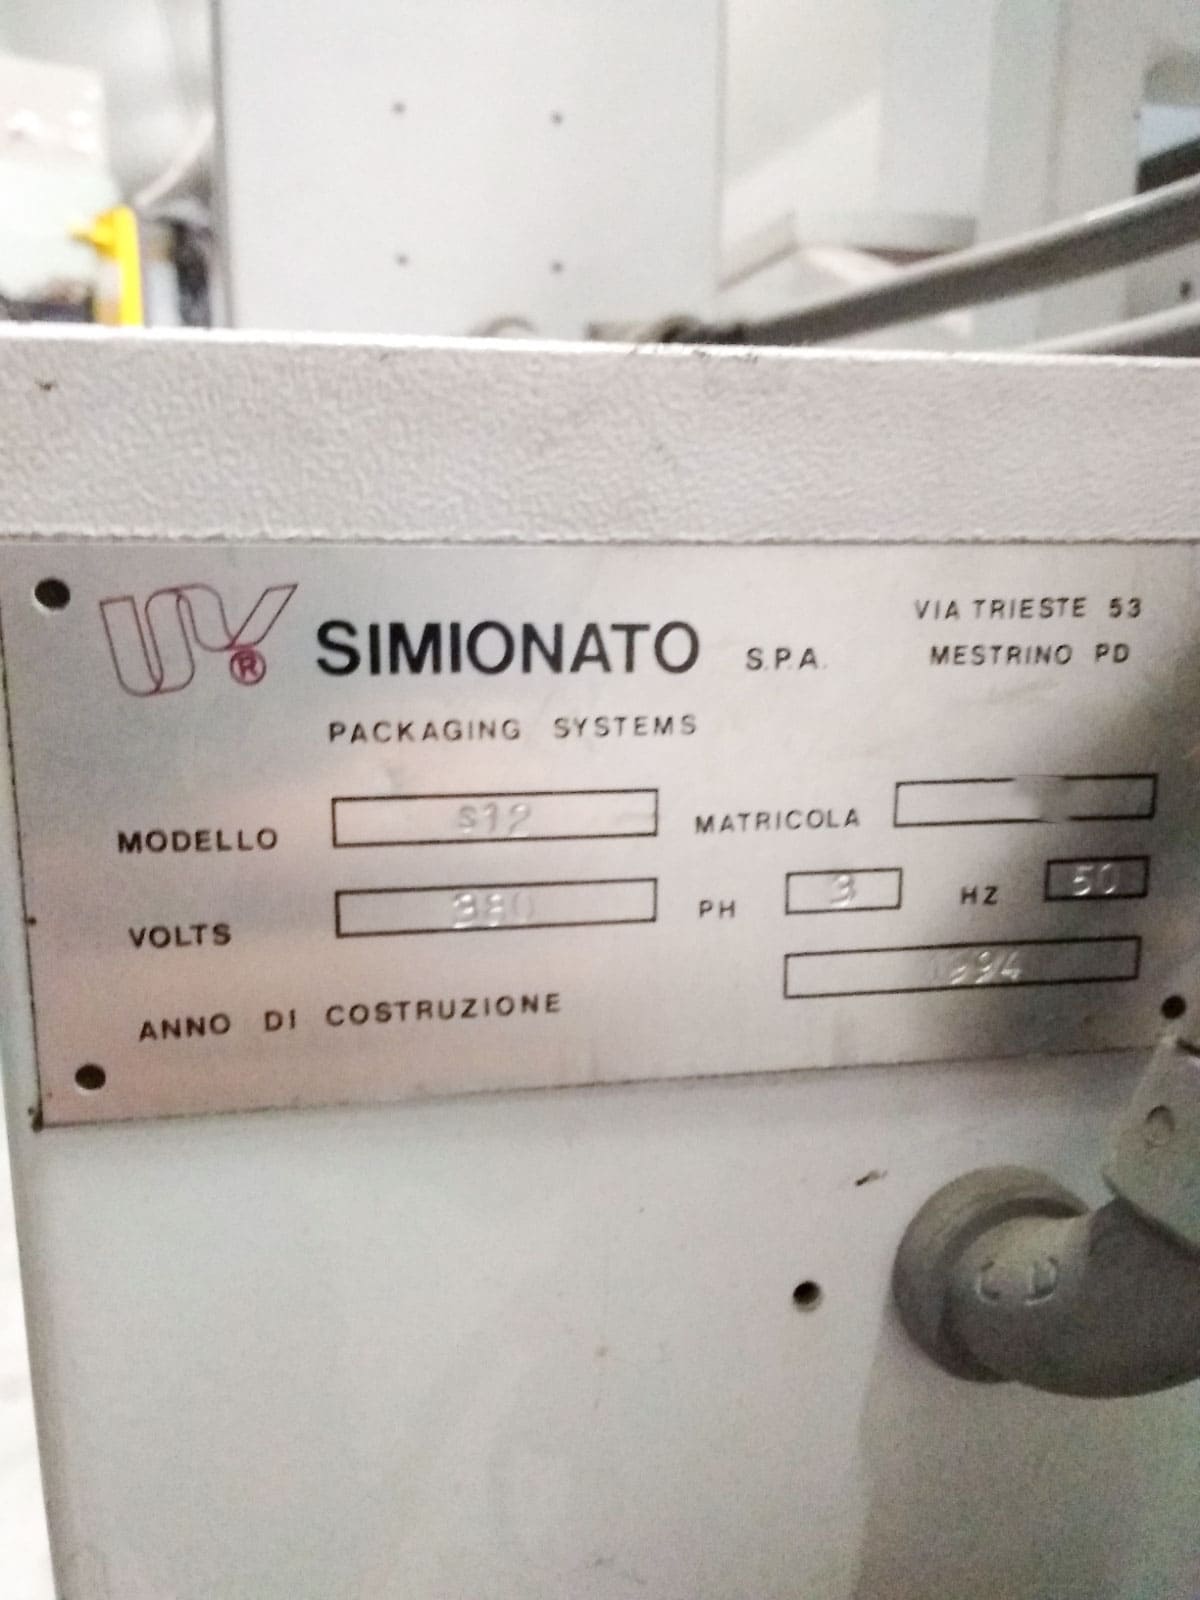 ® SIMIONATO S.P.A. VIA TRIESTE 53
MESTRINO PD
PACKAGING SYSTEMS
MODELLO S12 MATRICOLA
VOLTS 380 PH 3 HZ 50
ANNO DI COSTRUZIONE 1994